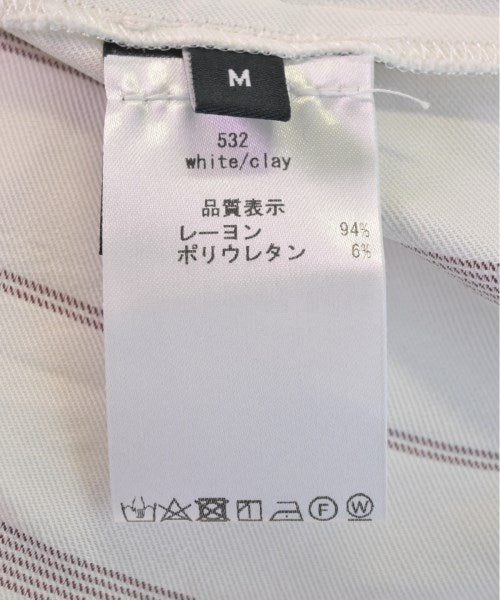 M
532
white/clay
品質表示
レーヨン 94%
ポリウレタン 6%
F W